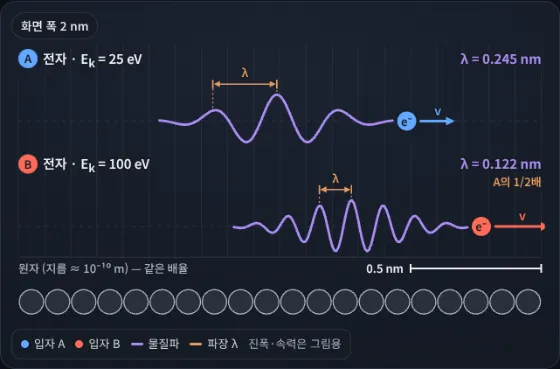 화면 폭 2 nm
A 전자 · Eₖ = 25 eV
λ = 0.245 nm
λ
e⁻
v
B 전자 · Eₖ = 100 eV
λ = 0.122 nm
A의 1/2배
λ
e⁻
v
원자 (지름 ≈ 10⁻¹⁰ m) — 같은 배율
0.5 nm
입자 A 입자 B 물질파 파장 λ 진폭·속력은 그림용